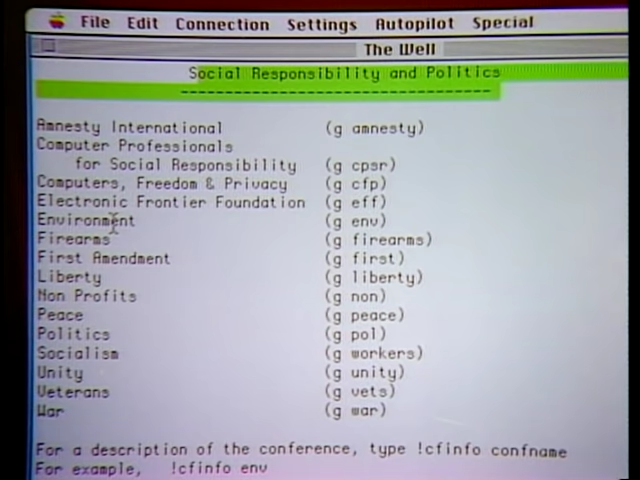 File Edit Connection Settings Autopilot Special
The Well
Social Responsibility and Politics
----------------------------------
Amnesty International (g amnesty)
Computer Professionals
for Social Responsibility (g cpsr)
Computers, Freedom & Privacy (g cfp)
Electronic Frontier Foundation (g eff)
Environment (g env)
Firearms (g firearms)
First Amendment (g first)
Liberty (g liberty)
Non Profits (g non)
Peace (g peace)
Politics (g pol)
Socialism (g workers)
Unity (g unity)
Veterans (g vets)
War (g war)
For a description of the conference, type !cfinfo confname
For example, !cfinfo env